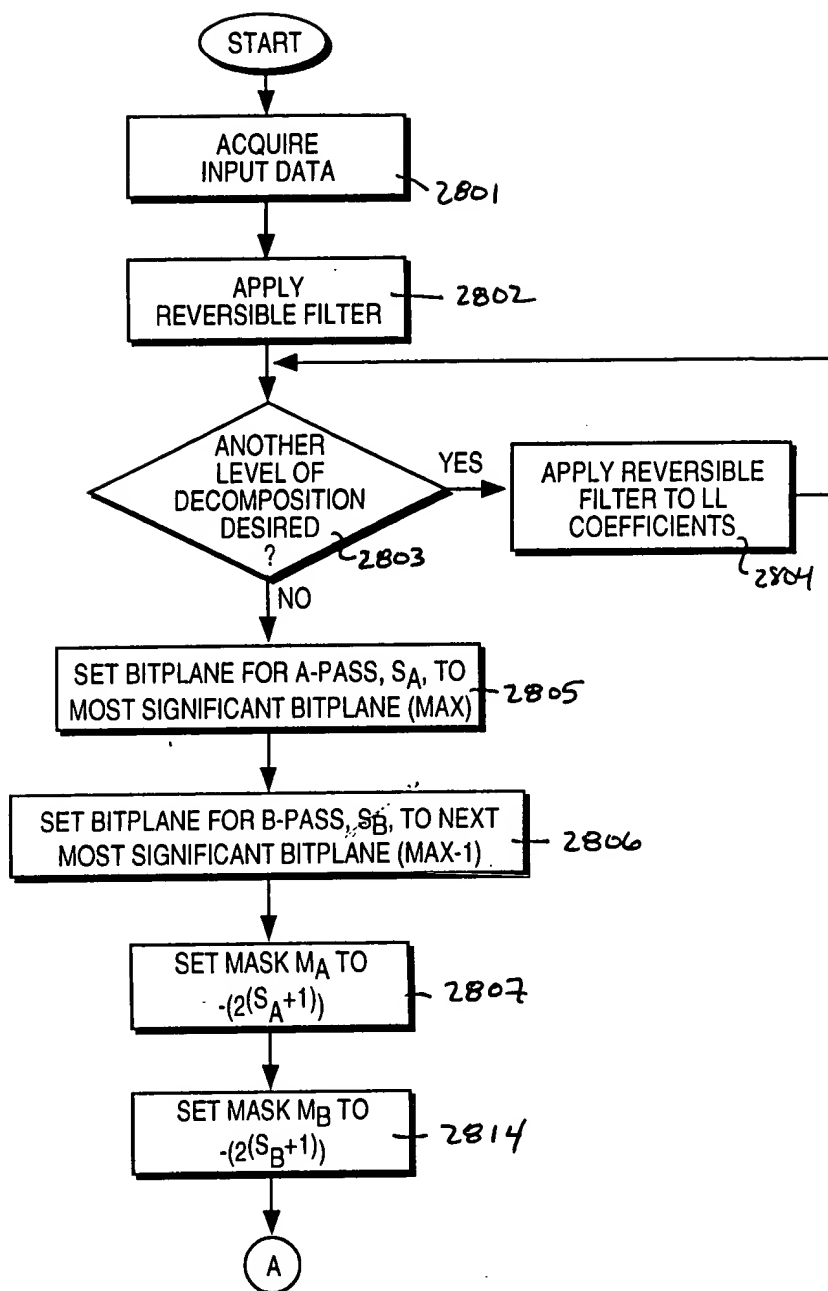 START
ACQUIRE
INPUT DATA
2801
APPLY
REVERSIBLE FILTER
2802
ANOTHER
LEVEL OF
DECOMPOSITION
DESIRED
?
2803
YES
APPLY REVERSIBLE
FILTER TO LL
COEFFICIENTS
2804
NO
SET BITPLANE FOR A-PASS, SA, TO
MOST SIGNIFICANT BITPLANE (MAX)
2805
SET BITPLANE FOR B-PASS, SB, TO NEXT
MOST SIGNIFICANT BITPLANE (MAX-1)
2806
SET MASK MA TO
-(2(SA+1))
2807
SET MASK MB TO
-(2(SB+1))
2814
A